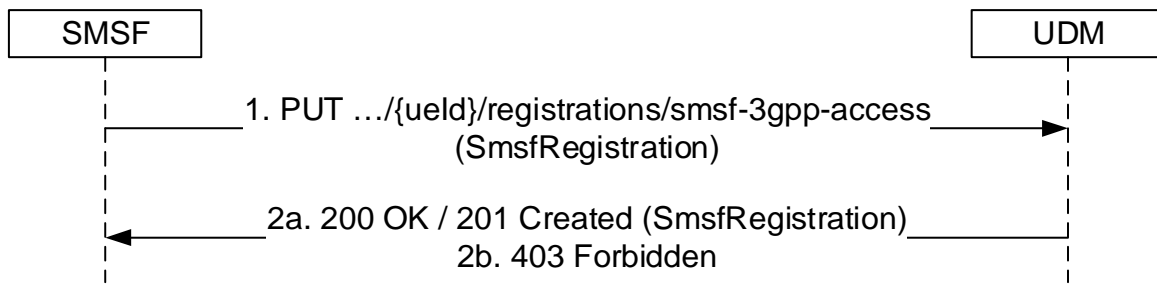 SMSF
UDM
1. PUT …/{ueId}/registrations/smsf-3gpp-access
(SmsfRegistration)
2a. 200 OK / 201 Created (SmsfRegistration)
2b. 403 Forbidden